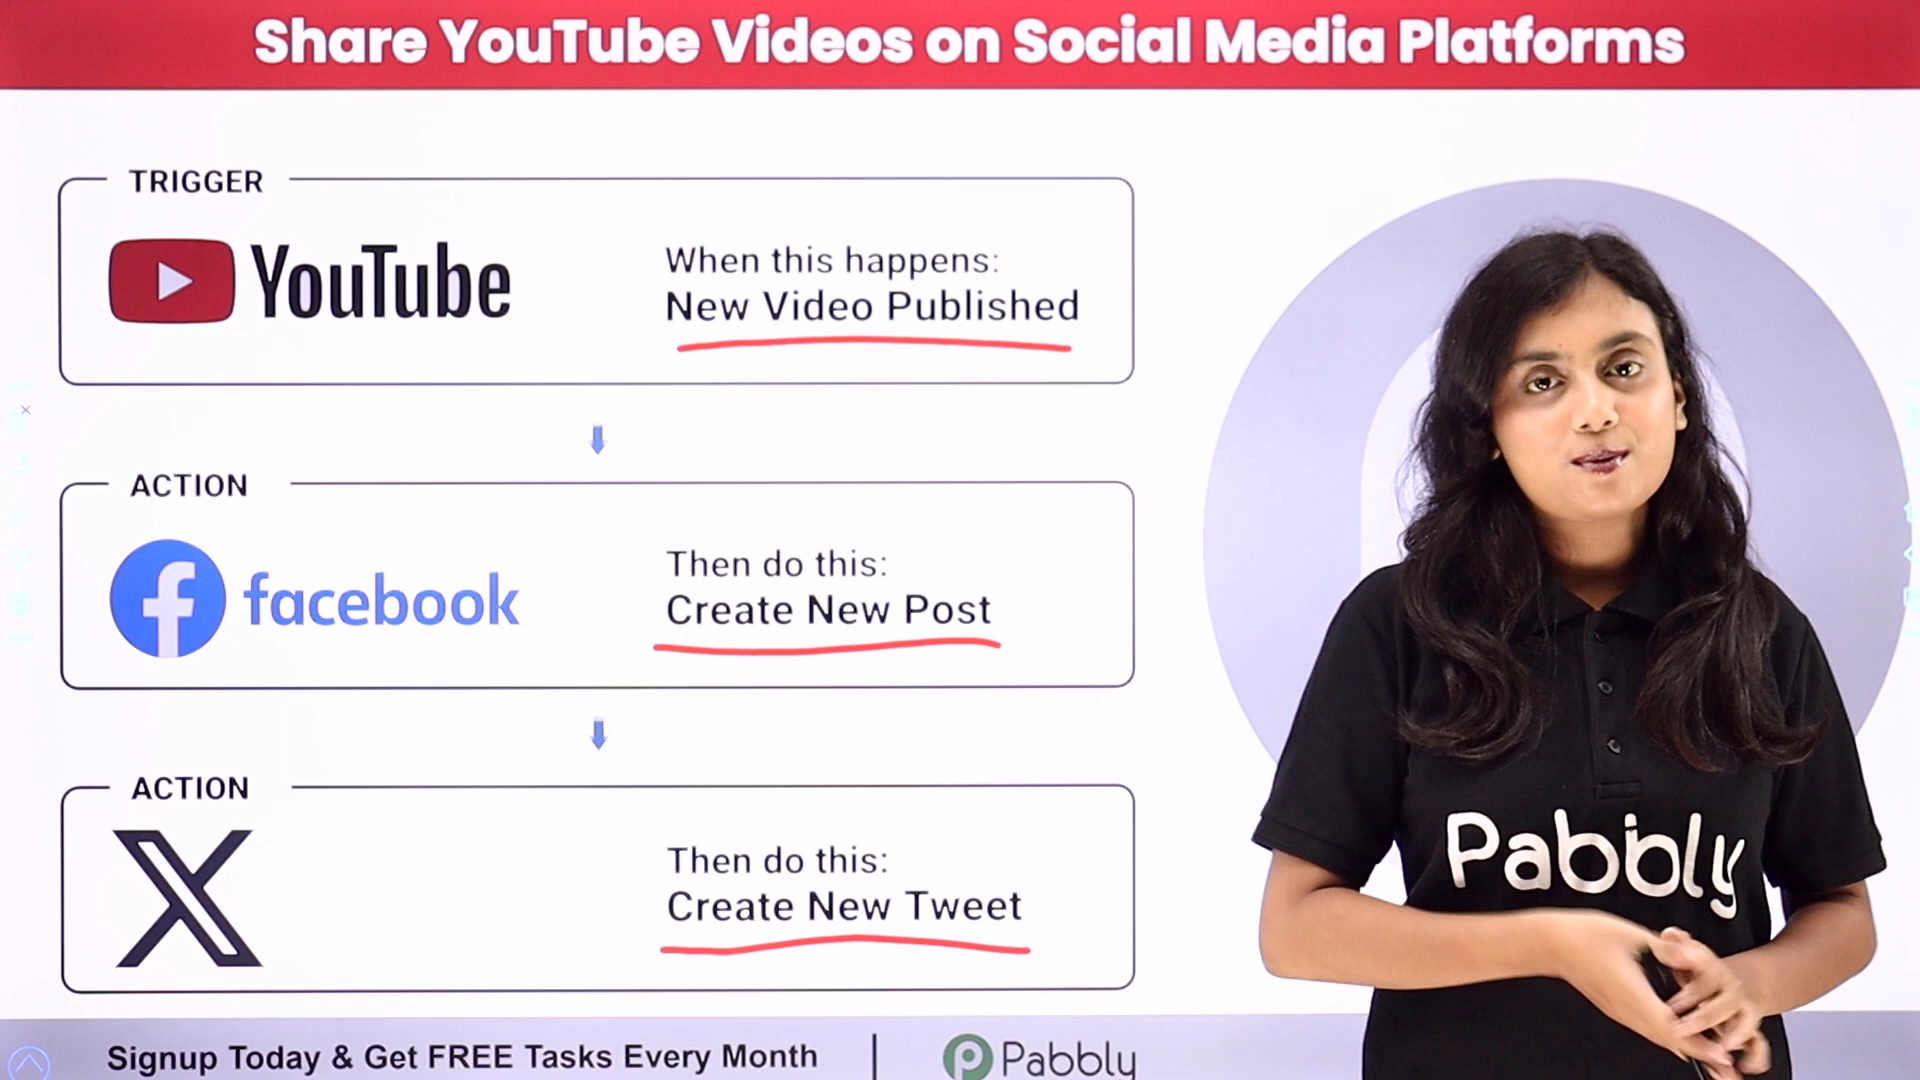 Share YouTube Videos on Social Media Platforms
TRIGGER
YouTube
When this happens:
New Video Published
ACTION
facebook
Then do this:
Create New Post
ACTION
X
Then do this:
Create New Tweet
Pabbly
Signup Today & Get FREE Tasks Every Month
Pabbly